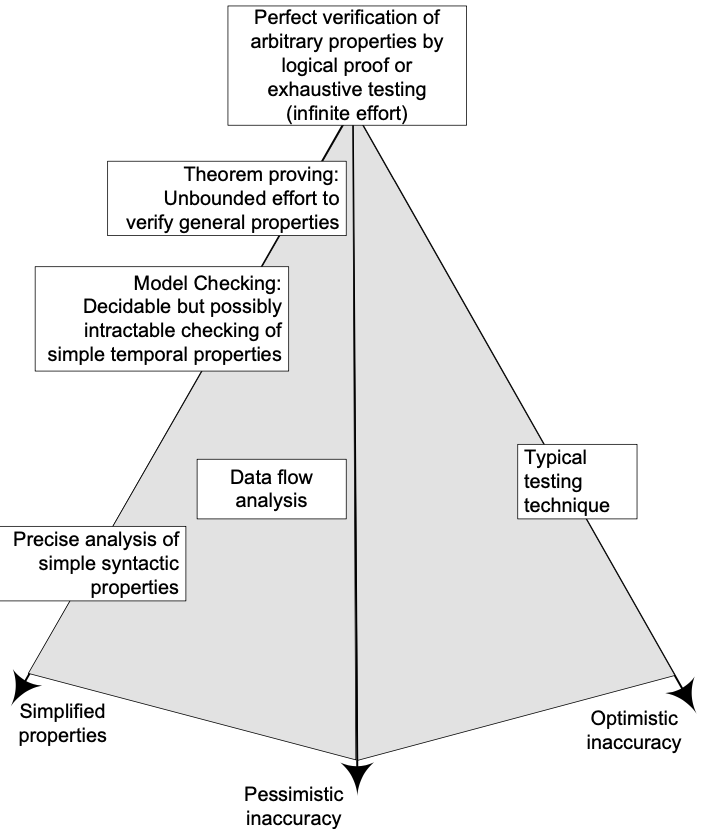 Perfect verification of
arbitrary properties by
logical proof or
exhaustive testing
(infinite effort)
Theorem proving:
Unbounded effort to
verify general properties
Model Checking:
Decidable but possibly
intractable checking of
simple temporal properties
Data flow
analysis
Typical
testing
technique
Precise analysis of
simple syntactic
properties
Simplified
properties
Optimistic
inaccuracy
Pessimistic
inaccuracy